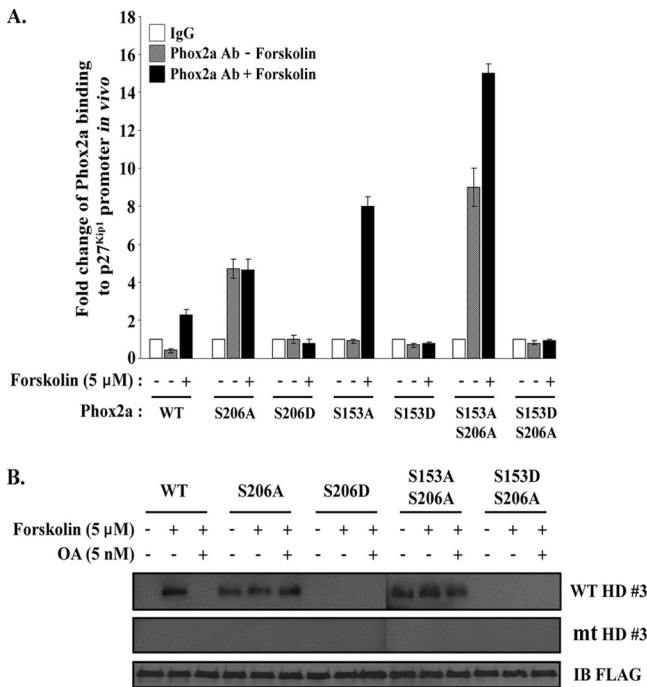 A.
Fold change of Phox2a binding
to p27Kip1 promoter in vivo
18
16
14
12
10
8
6
4
2
0
IgG
Phox2a Ab - Forskolin
Phox2a Ab + Forskolin
Forskolin (5 μM) : - - + - - + - - + - - + - - + - - + - - +
Phox2a : WT S206A S206D S153A S153D S153A S153D
S206A S206A
B.
WT S206A S206D S153A S153D
S206A S206A
Forskolin (5 μM) - + + - + + - + + - + + - + +
OA (5 nM) + + + + +
WT HD #3
mt HD #3
IB FLAG